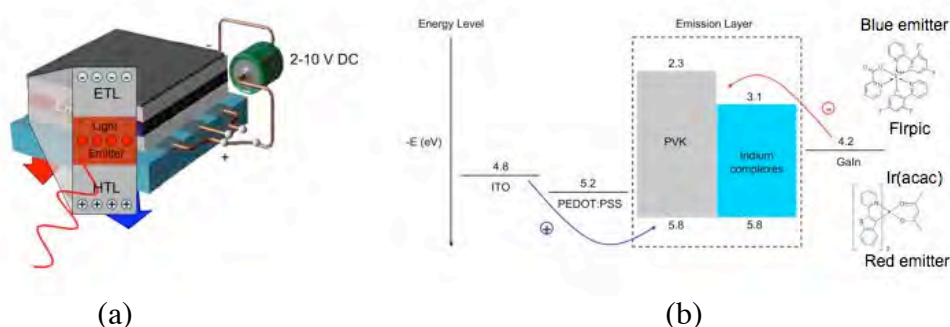 2-10 V DC
ETL
Light
Emitter
HTL
(a)
Energy Level
-E (eV)
4.8
ITO
5.2
PEDOT:PSS
Emission Layer
2.3
PVK
5.8
3.1
Iridium
complexes
5.8
4.2
GaIn
Blue emitter
FIrpic
Ir(acac)
Red emitter
(b)